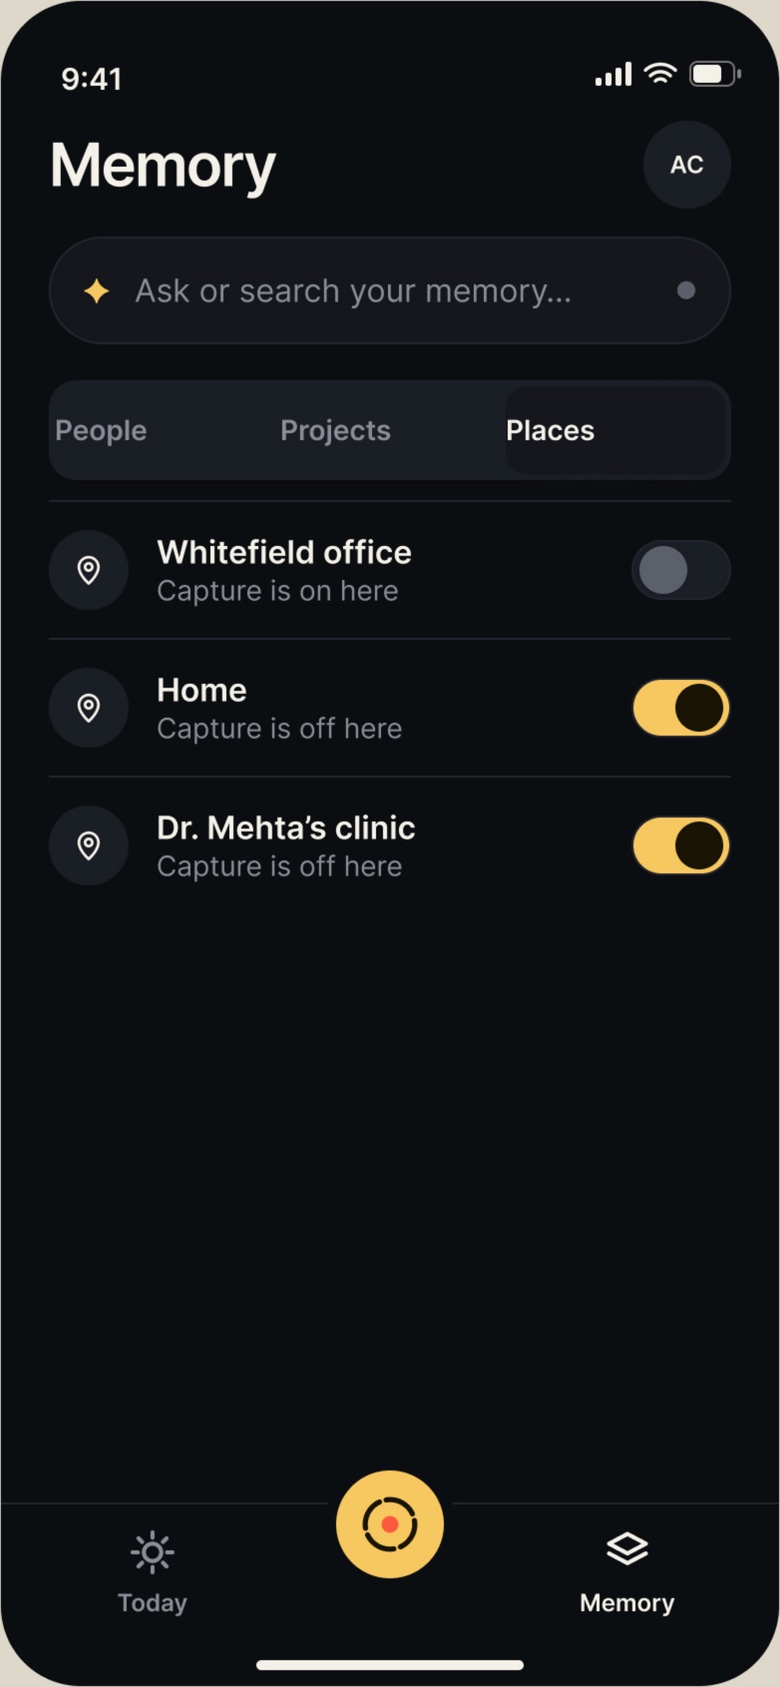 9:41
Memory
AC
Ask or search your memory...
People Projects Places
Whitefield office
Capture is on here
Home
Capture is off here
Dr. Mehta’s clinic
Capture is off here
Today
Memory